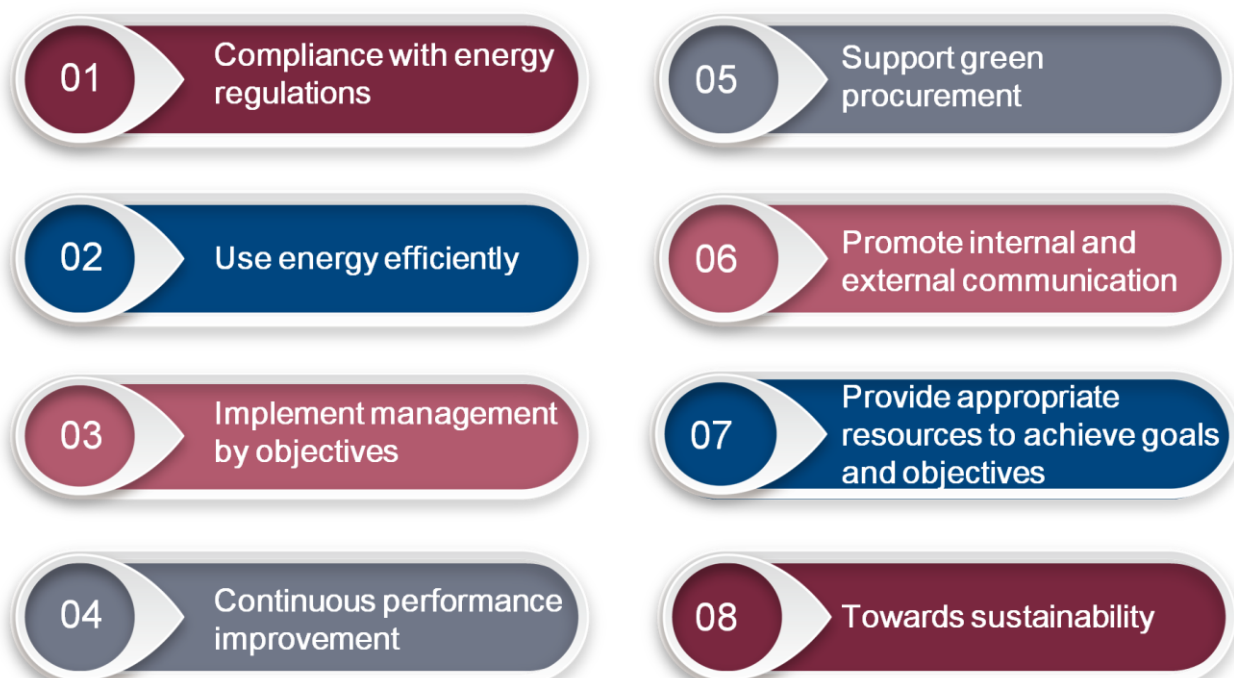 01
Compliance with energy
regulations
02
Use energy efficiently
03
Implement management
by objectives
04
Continuous performance
improvement
05
Support green
procurement
06
Promote internal and
external communication
07
Provide appropriate
resources to achieve goals
and objectives
08
Towards sustainability